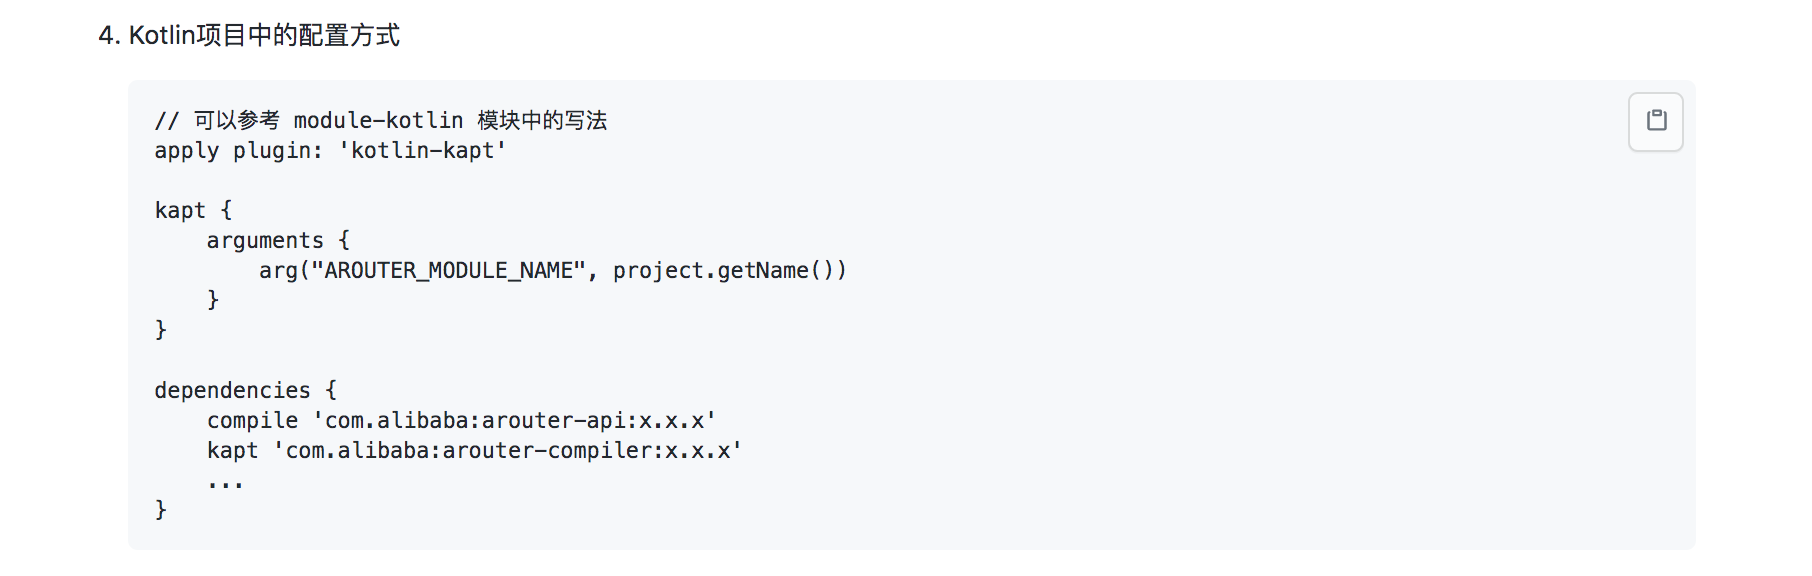 4. Kotlin项目中的配置方式
// 可以参考 module-kotlin 模块中的写法
apply plugin: 'kotlin-kapt'
kapt {
    arguments {
        arg("AROUTER_MODULE_NAME", project.getName())
    }
}
dependencies {
    compile 'com.alibaba:arouter-api:x.x.x'
    kapt 'com.alibaba:arouter-compiler:x.x.x'
    ...
}